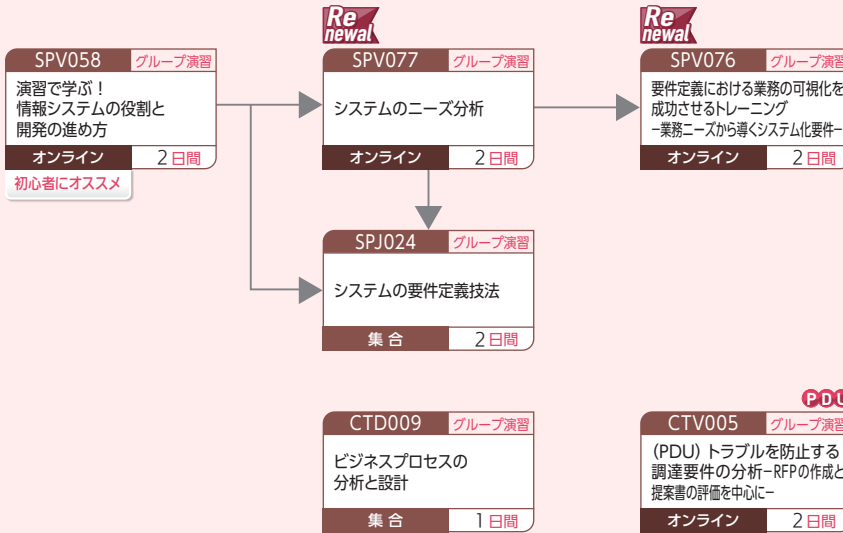 SPV058 グループ演習
演習で学ぶ!
情報システムの役割と
開発の進め方
オンライン 2日間
初心者にオススメ
Re
newal
SPV077 グループ演習
システムのニーズ分析
オンライン 2日間
Re
newal
SPV076 グループ演習
要件定義における業務の可視化を
成功させるトレーニング
−業務ニーズから導くシステム化要件−
オンライン 2日間
SPJ024 グループ演習
システムの要件定義技法
集合 2日間
CTD009 グループ演習
ビジネスプロセスの
分析と設計
集合 1日間
PDU
CTV005 グループ演習
(PDU)トラブルを防止する
調達要件の分析−RFPの作成と
提案書の評価を中心に−
オンライン 2日間